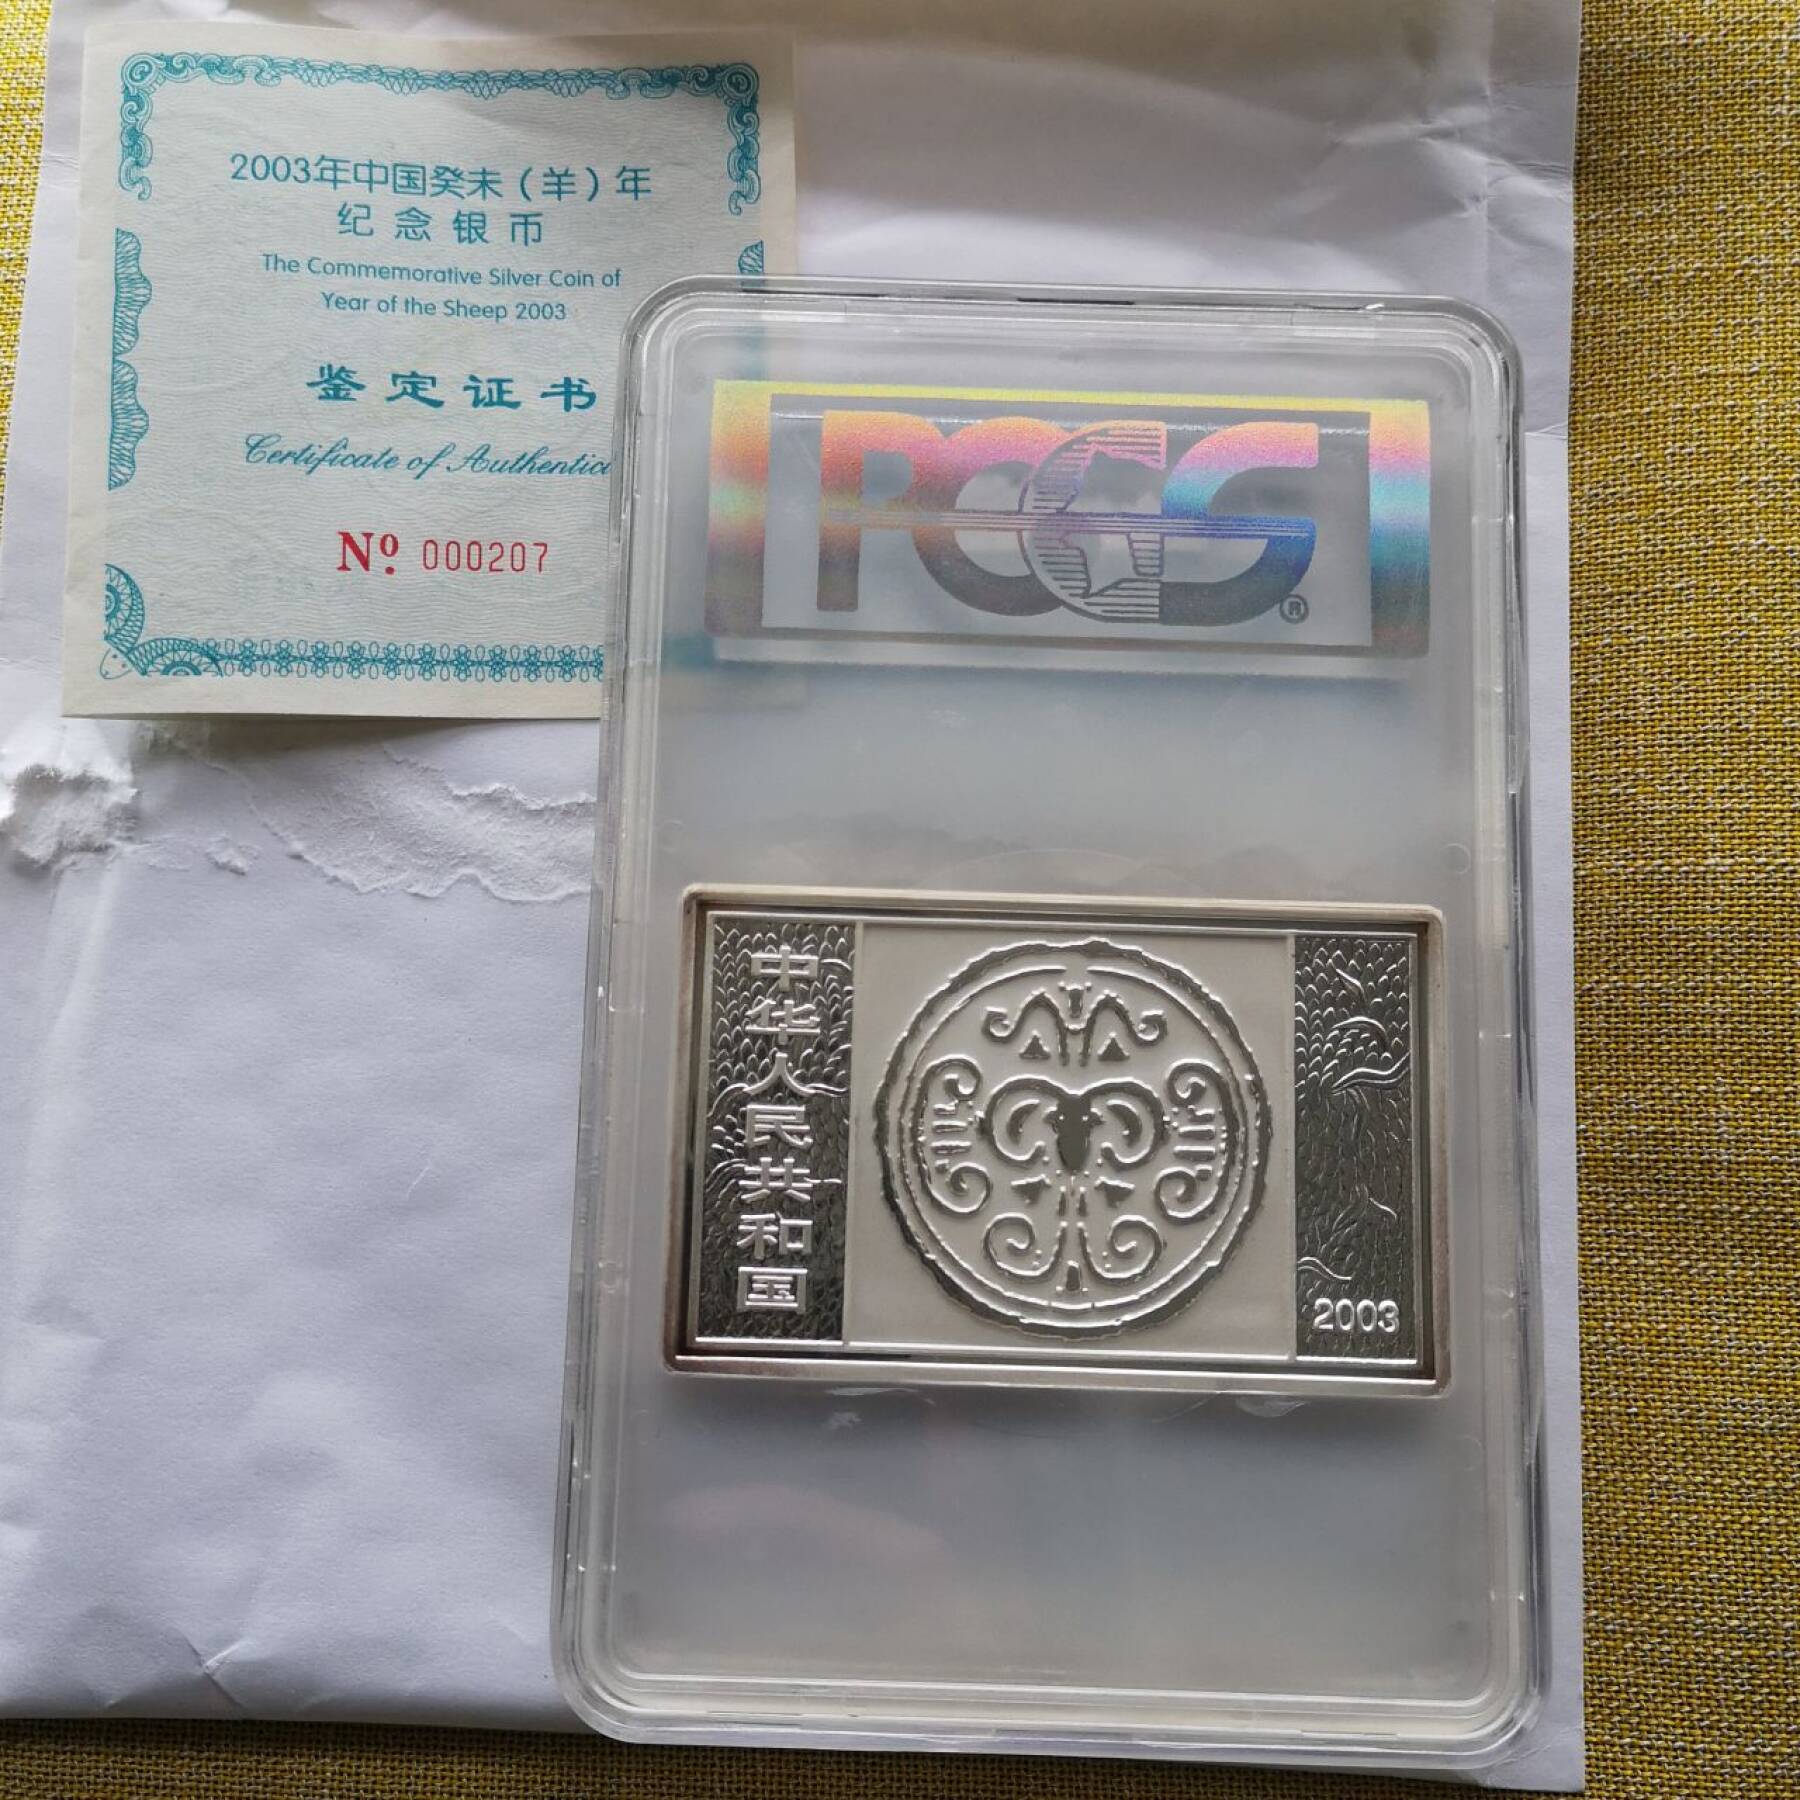 2003年中国癸未（羊）年
纪念银币
The Commemorative Silver Coin of
Year of the Sheep 2003
鉴定证书
Certificate of
Nº 000207
PCGS®
中华人民共和国
2003